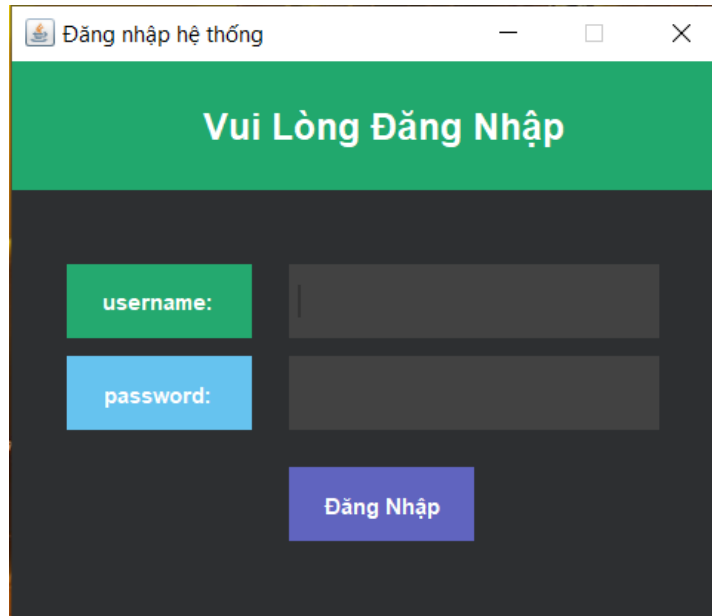 Đăng nhập hệ thống
Vui Lòng Đăng Nhập
username:
password:
Đăng Nhập